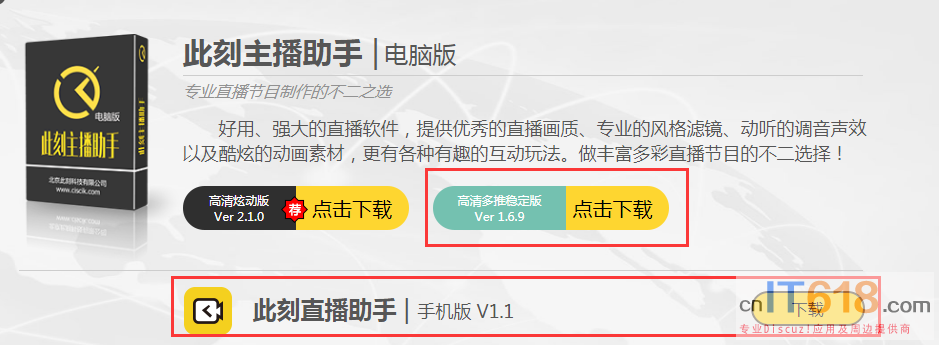 此刻主播助手 | 电脑版
专业直播节目制作的不二之选
好用、强大的直播软件，提供优秀的直播画质、专业的风格滤镜、动听的调音声效
以及酷炫的动画素材，更有各种有趣的互动玩法。做丰富多彩直播节目的不二选择！
电脑版
此刻主播助手
此刻主播助手
北京此刻科技有限公司
www.ciscik.com
高清炫动版
Ver 2.1.0
荐
点击下载
高清多推稳定版
Ver 1.6.9
点击下载
此刻直播助手 | 手机版 V1.1
下载
cnIT618.com
专业Discuz!应用及周边提供商